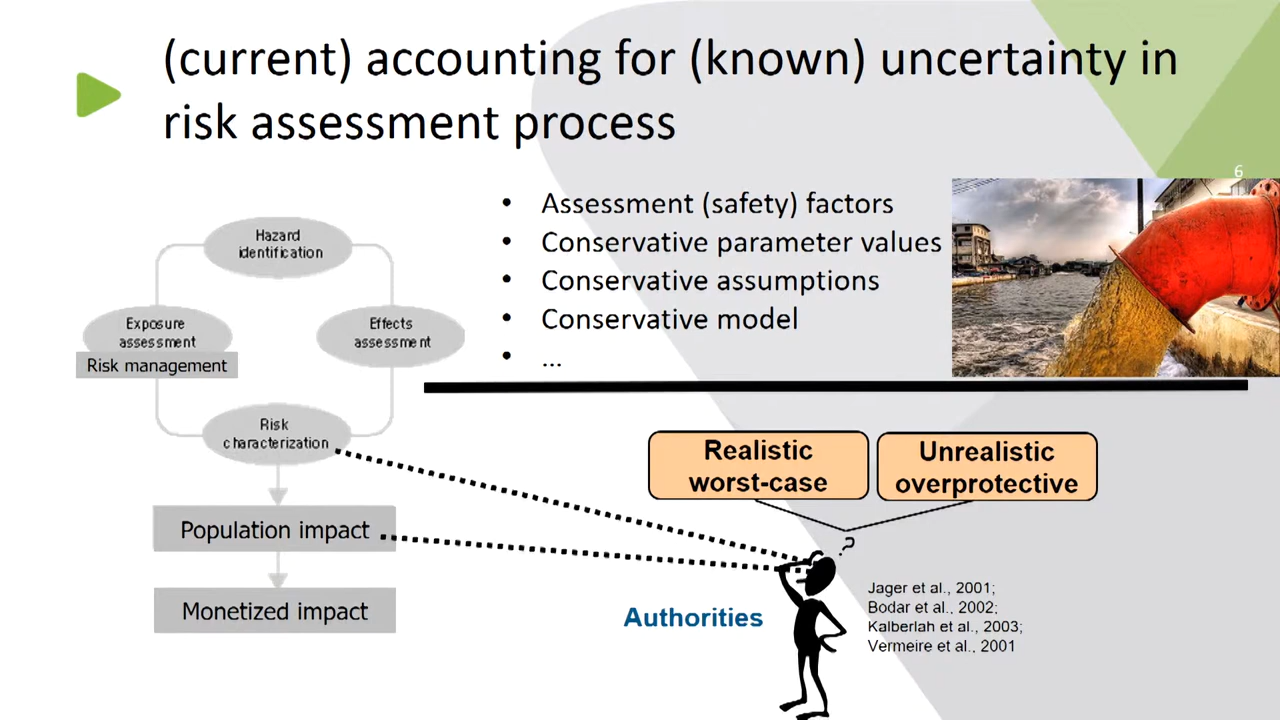 (current) accounting for (known) uncertainty in
risk assessment process
6
• Assessment (safety) factors
• Conservative parameter values
• Conservative assumptions
• Conservative model
• ...
Hazard
identification
Exposure
assessment
Effects
assessment
Risk management
Risk
characterization
Population impact
Monetized impact
Realistic
worst-case
Unrealistic
overprotective
?
Authorities
Jager et al., 2001;
Bodar et al., 2002;
Kalberlah et al., 2003;
Vermeire et al., 2001